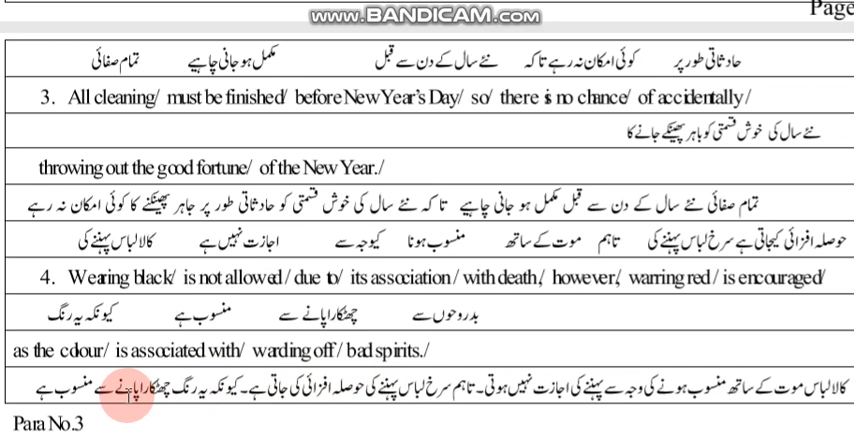 Page
www.BANDICAM.com
تمام صفائی مکمل ہو جانی چاہیے نئے سال کے دن سے قبل تاکہ کوئی امکان نہ رہے حادثاتی طور پر
3. All cleaning/ must be finished/ before New Year's Day/ so/ there is no chance/ of accidentally/
نئے سال کی خوش قسمتی کو باہر پھینکے جانے کا
throwing out the good fortune/ of the New Year./
تمام صفائی نئے سال کے دن سے قبل مکمل ہو جانی چاہیے تا کہ نئے سال کی خوش قسمتی کو حادثاتی طور پر جاہر پھینکنے کا کوئی امکان نہ رہے
کالا لباس پہننے کی اجازت نہیں ہے کیوجہ سے منسوب ہونا موت کے ساتھ تاہم سرخ لباس پہننے کی حوصلہ افزائی کیجاتی ہے
4. Wearing black/ is not allowed/ due to/ its association/ with death,/ however,/ warring red/ is encouraged/
کیونکہ یہ رنگ منسوب ہے چھٹکارا پانے سے بدروحوں سے
as the colour/ is associated with/ warding off/ bad spirits./
کالا لباس موت کے ساتھ منسوب ہونے کی وجہ سے پہننے کی اجازت نہیں ہوتی۔ تاہم سرخ لباس پہننے کی حوصلہ افزائی کی جاتی ہے۔ کیونکہ یہ رنگ چھٹکارا پانے سے منسوب ہے
Para No.3